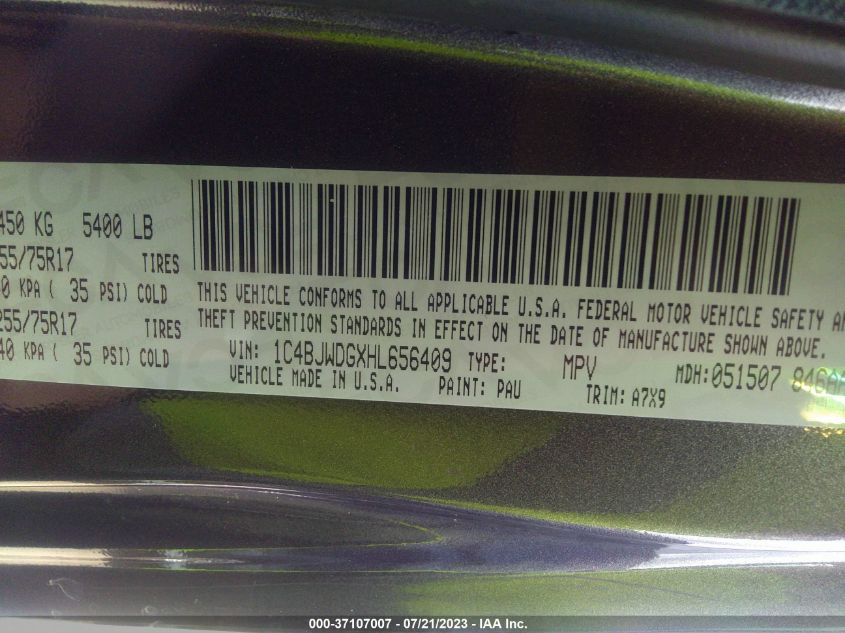 450 KG 5400 LB
55/75R17 TIRES
0 KPA ( 35 PSI) COLD
255/75R17 TIRES
40 KPA ( 35 PSI) COLD
THIS VEHICLE CONFORMS TO ALL APPLICABLE U.S.A. FEDERAL MOTOR VEHICLE SAFETY AN
THEFT PREVENTION STANDARDS IN EFFECT ON THE DATE OF MANUFACTURE SHOWN ABOVE.
VIN: 1C4BJWDGXHL656409 TYPE: MPV MDH:051507
VEHICLE MADE IN U.S.A. PAINT: PAU TRIM: A7X9
000-37107007 / 07/21/2023 - IAA Inc.